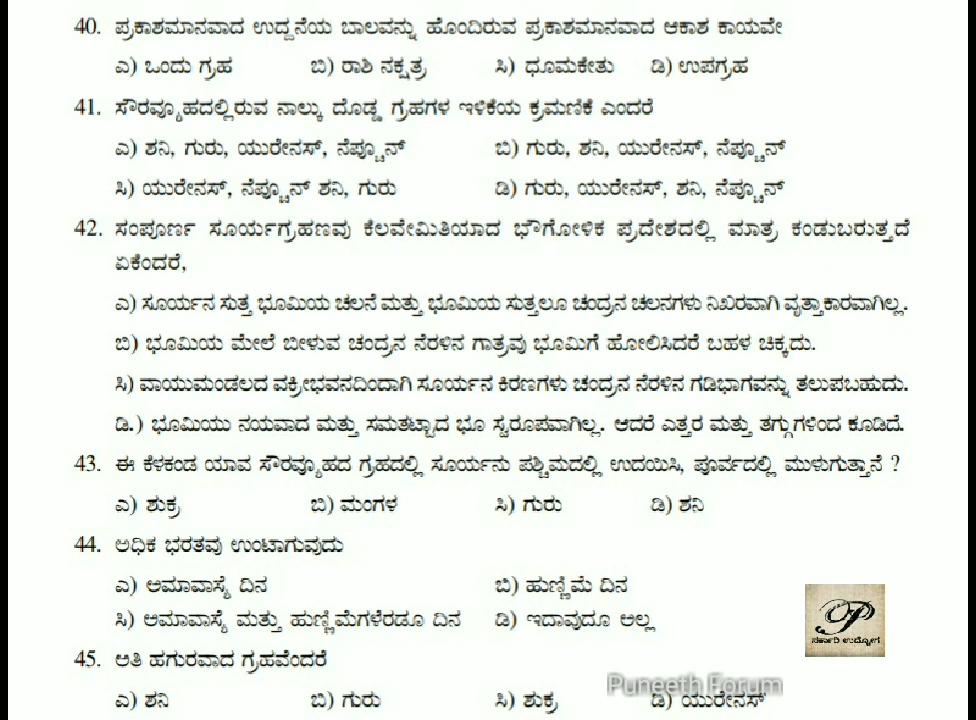 40. ಪ್ರಕಾಶಮಾನವಾದ ಉದ್ದನೆಯ ಬಾಲವನ್ನು ಹೊಂದಿರುವ ಪ್ರಕಾಶಮಾನವಾದ ಆಕಾಶ ಕಾಯವೇ
ಎ) ಒಂದು ಗ್ರಹ ಬಿ) ರಾಶಿ ನಕ್ಷತ್ರ ಸಿ) ಧೂಮಕೇತು ಡಿ) ಉಪಗ್ರಹ
41. ಸೌರವ್ಯೂಹದಲ್ಲಿರುವ ನಾಲ್ಕು ದೊಡ್ಡ ಗ್ರಹಗಳ ಇಳಿಕೆಯ ಕ್ರಮಣಿಕೆ ಎಂದರೆ
ಎ) ಶನಿ, ಗುರು, ಯುರೇನಸ್, ನೆಪ್ಚೂನ್ ಬಿ) ಗುರು, ಶನಿ, ಯುರೇನಸ್, ನೆಪ್ಚೂನ್
ಸಿ) ಯುರೇನಸ್, ನೆಪ್ಚೂನ್ ಶನಿ, ಗುರು ಡಿ) ಗುರು, ಯುರೇನಸ್, ಶನಿ, ನೆಪ್ಚೂನ್
42. ಸಂಪೂರ್ಣ ಸೂರ್ಯಗ್ರಹಣವು ಕೆಲವೇಮಿತಿಯಾದ ಭೌಗೋಳಿಕ ಪ್ರದೇಶದಲ್ಲಿ ಮಾತ್ರ ಕಂಡುಬರುತ್ತದೆ
ಏಕೆಂದರೆ,
ಎ) ಸೂರ್ಯನ ಸುತ್ತ ಭೂಮಿಯ ಚಲನೆ ಮತ್ತು ಭೂಮಿಯ ಸುತ್ತಲೂ ಚಂದ್ರನ ಚಲನಗಳು ನಿಖರವಾಗಿ ವೃತ್ತಾಕಾರವಾಗಿಲ್ಲ.
ಬಿ) ಭೂಮಿಯ ಮೇಲೆ ಬೀಳುವ ಚಂದ್ರನ ನೆರಳಿನ ಗಾತ್ರವು ಭೂಮಿಗೆ ಹೋಲಿಸಿದರೆ ಬಹಳ ಚಿಕ್ಕದು.
ಸಿ) ವಾಯುಮಂಡಲದ ವಕ್ರೀಭವನದಿಂದಾಗಿ ಸೂರ್ಯನ ಕಿರಣಗಳು ಚಂದ್ರನ ನೆರಳಿನ ಗಡಿಭಾಗವನ್ನು ತಲುಪಬಹುದು.
ಡಿ.) ಭೂಮಿಯು ನಯವಾದ ಮತ್ತು ಸಮತಟ್ಟಾದ ಭೂ ಸ್ವರೂಪವಾಗಿಲ್ಲ. ಆದರೆ ಎತ್ತರ ಮತ್ತು ತಗ್ಗುಗಳಿಂದ ಕೂಡಿದೆ.
43. ಈ ಕೆಳಕಂಡ ಯಾವ ಸೌರವ್ಯೂಹದ ಗ್ರಹದಲ್ಲಿ ಸೂರ್ಯನು ಪಶ್ಚಿಮದಲ್ಲಿ ಉದಯಿಸಿ, ಪೂರ್ವದಲ್ಲಿ ಮುಳುಗುತ್ತಾನೆ ?
ಎ) ಶುಕ್ರ ಬಿ) ಮಂಗಳ ಸಿ) ಗುರು ಡಿ) ಶನಿ
44. ಅಧಿಕ ಭರತವು ಉಂಟಾಗುವುದು
ಎ) ಅಮಾವಾಸ್ಯೆ ದಿನ ಬಿ) ಹುಣ್ಣಿಮೆ ದಿನ
ಸಿ) ಅಮಾವಾಸ್ಯೆ ಮತ್ತು ಹುಣ್ಣಿಮೆಗಳೆರಡೂ ದಿನ ಡಿ) ಇದಾವುದೂ ಅಲ್ಲ
ಸರ್ಕಾರಿ ಉದ್ಯೋಗ
45. ಅತಿ ಹಗುರವಾದ ಗ್ರಹವೆಂದರೆ
Puneeth Forum
ಎ) ಶನಿ ಬಿ) ಗುರು ಸಿ) ಶುಕ್ರ ಡಿ) ಯುರೇನಸ್